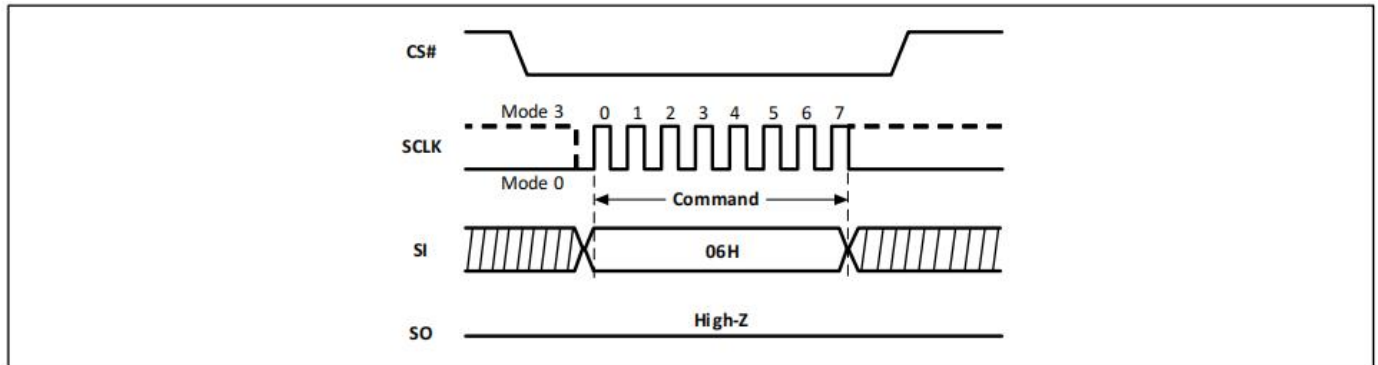 CS#
Mode 3 0 1 2 3 4 5 6 7
SCLK
Mode 0
Command
SI 06H
High-Z
SO